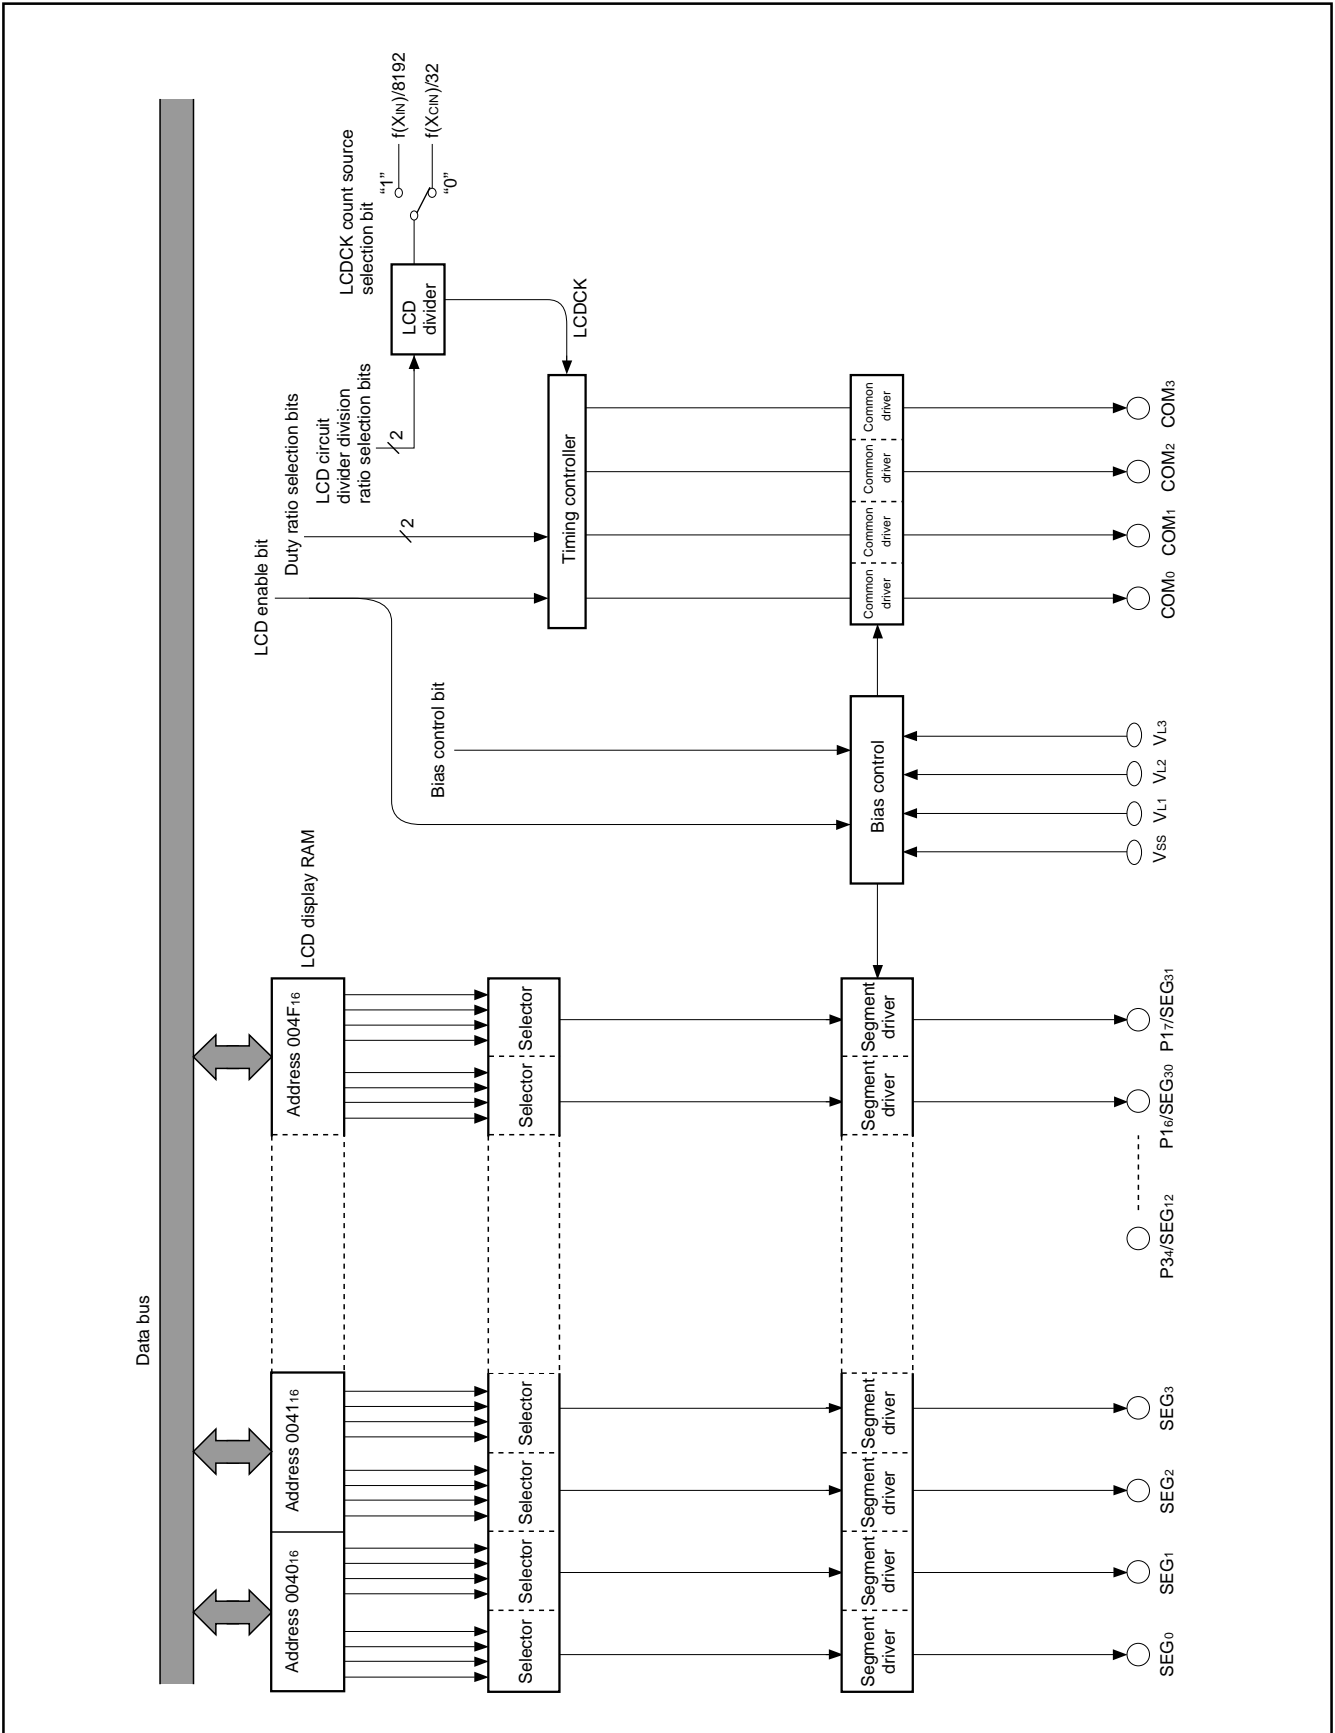 Data bus
LCD enable bit
Duty ratio selection bits
LCD circuit
divider division
ratio selection bits
2
2
LCDCK count source
selection bit
"1"
"0"
f(XIN)/8192
f(XCIN)/32
LCD
divider
LCDCK
Timing controller
Bias control bit
LCD display RAM
Address 004016
Address 004116
Address 004F16
Selector
Selector
Selector
Selector
Selector
Selector
Bias control
Segment
driver
Segment
driver
Segment
driver
Segment
driver
Segment
driver
Segment
driver
Common
driver
Common
driver
Common
driver
Common
driver
SEG0
SEG1
SEG2
SEG3
P34/SEG12
P16/SEG30
P17/SEG31
VSS
VL1
VL2
VL3
COM0
COM1
COM2
COM3